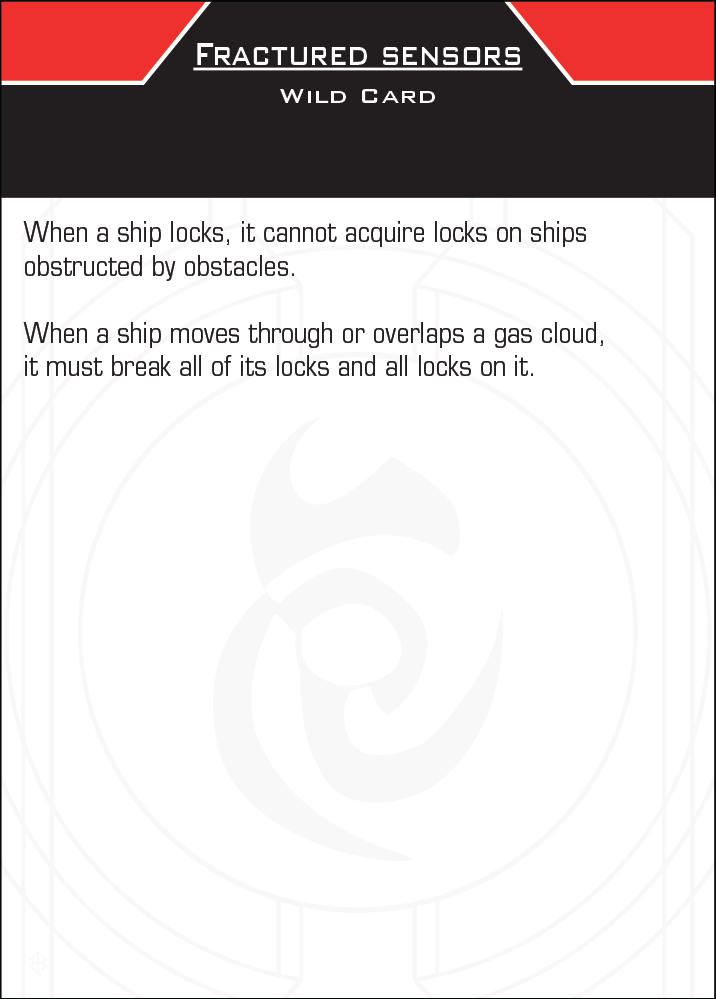 Fractured sensors
Wild Card
When a ship locks, it cannot acquire locks on ships
obstructed by obstacles.
When a ship moves through or overlaps a gas cloud,
it must break all of its locks and all locks on it.